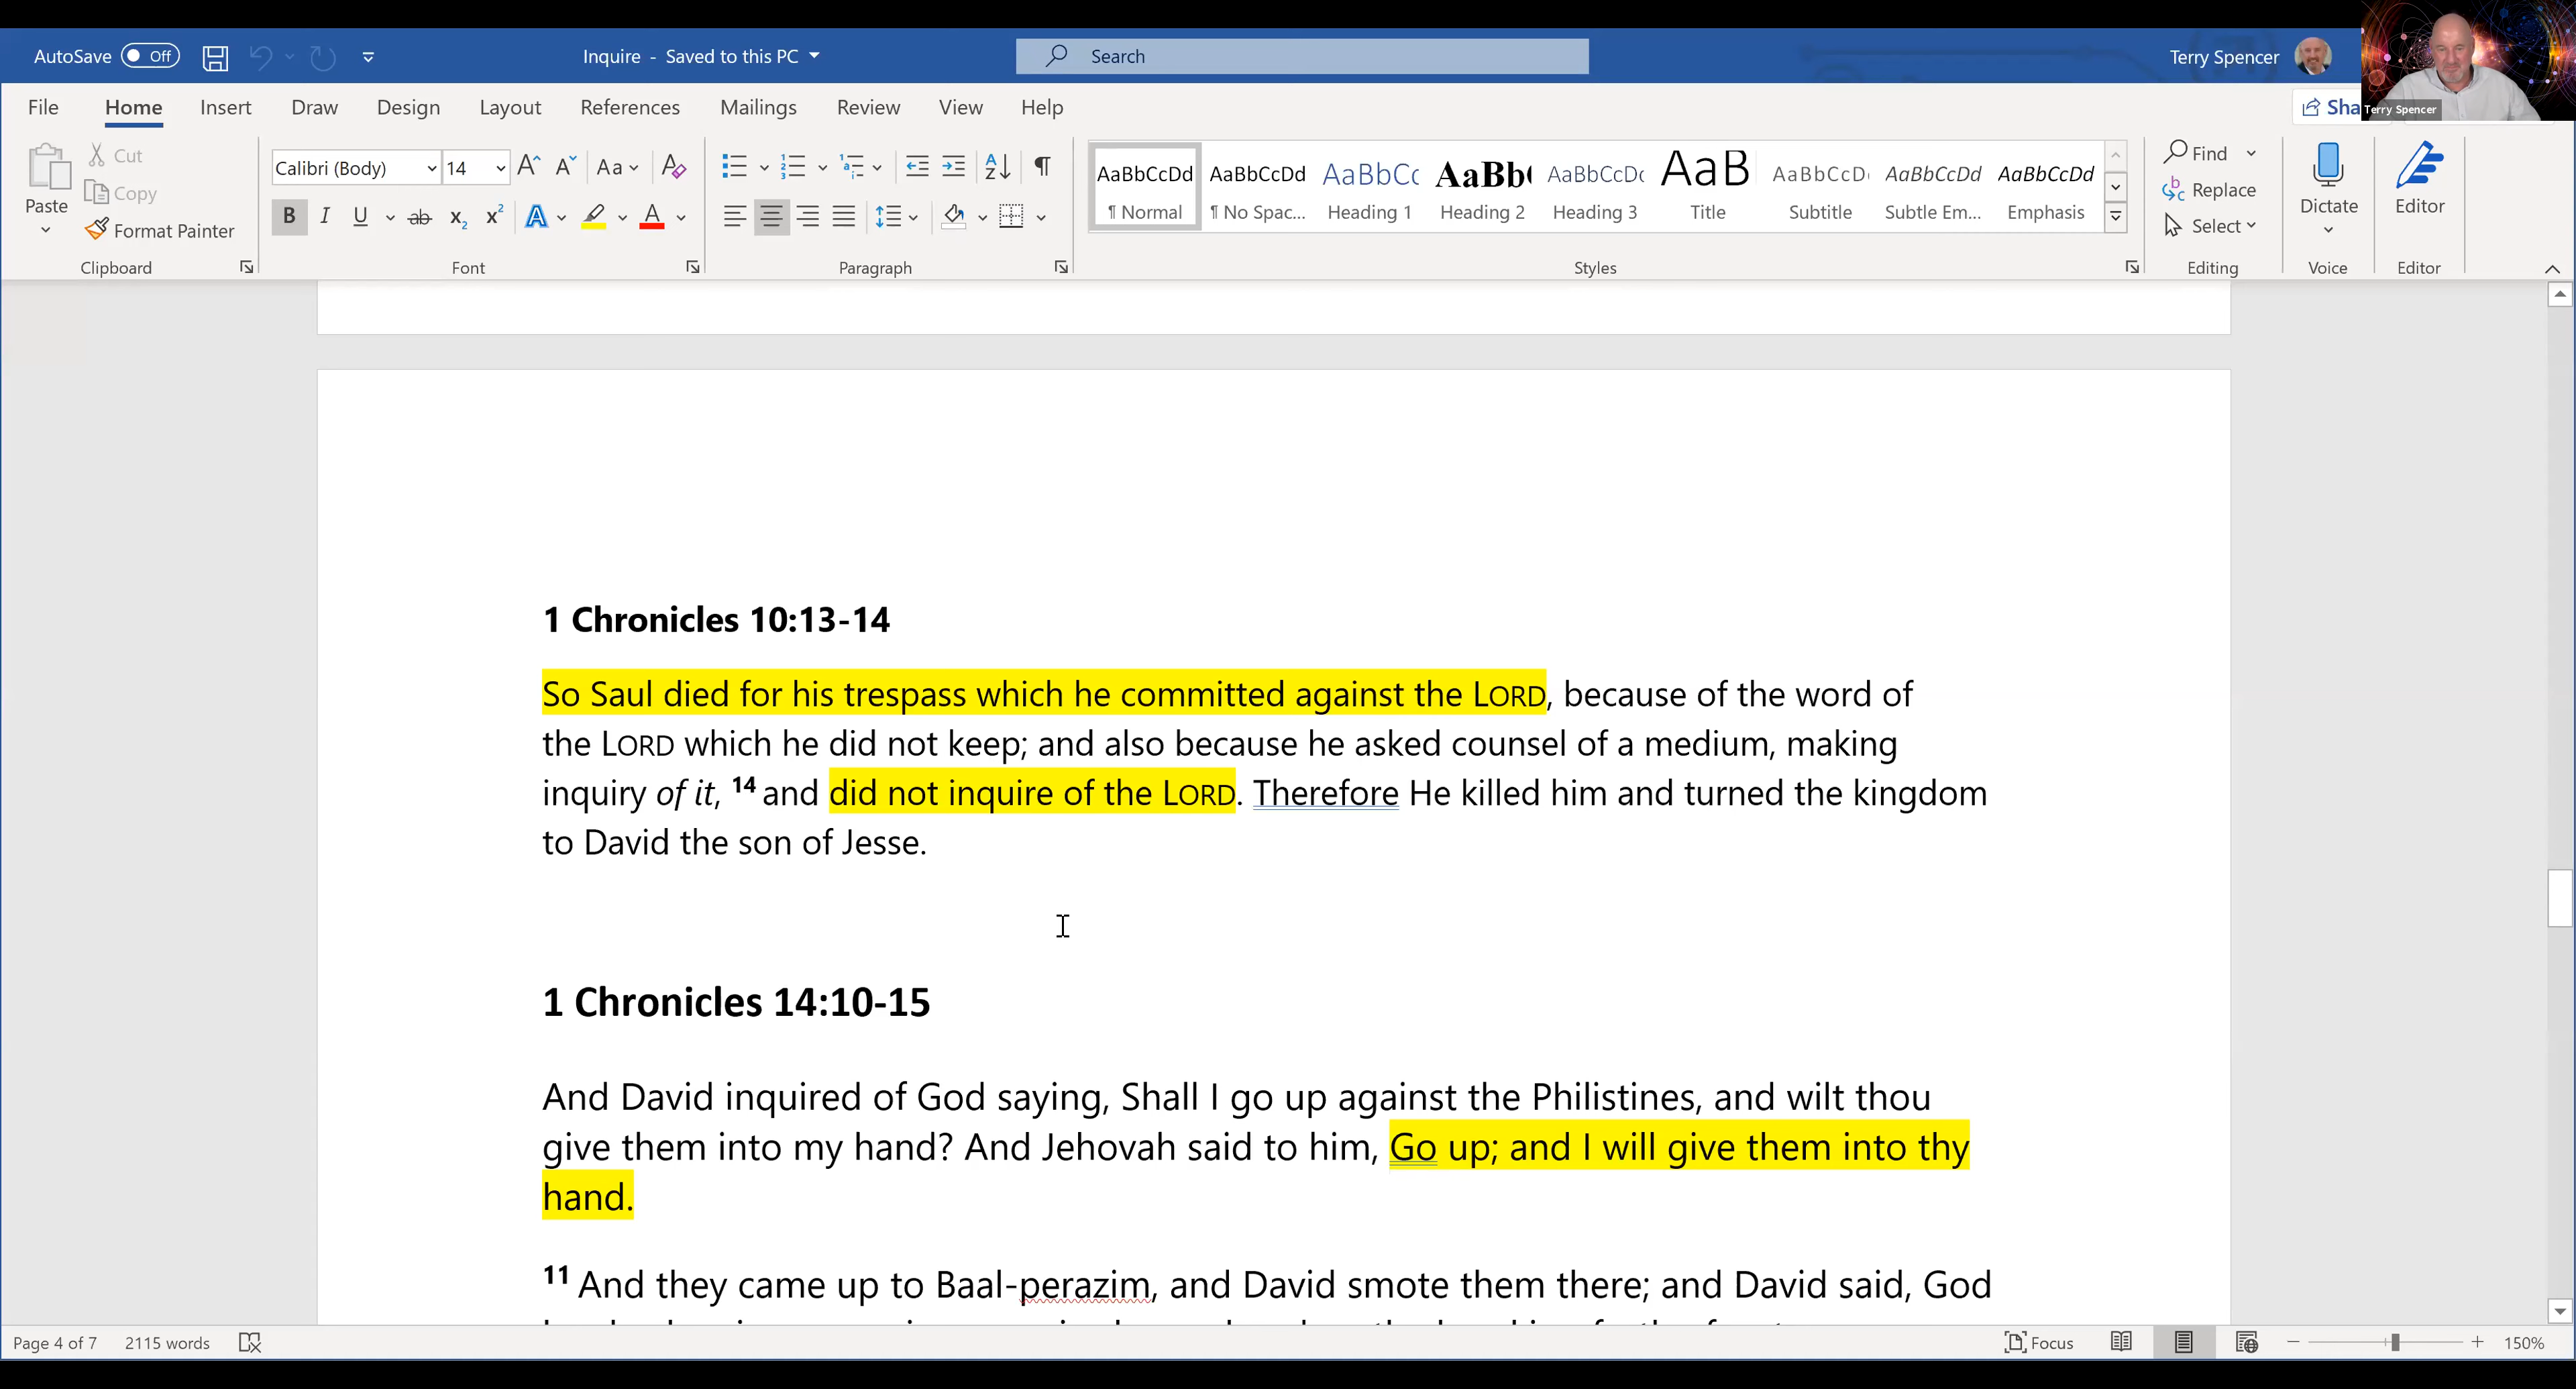 AutoSave Off
Inquire - Saved to this PC
Search
Terry Spencer
File Home Insert Draw Design Layout References Mailings Review View Help
Sha
Terry Spencer
Paste
Cut
Copy
Format Painter
Clipboard
Calibri (Body) 14
Font
Paragraph
AaBbCcDd AaBbCcDd AaBbCc AaBb AaBbCcD AaB AaBbCcD AaBbCcDd AaBbCcDd
¶ Normal ¶ No Spac... Heading 1 Heading 2 Heading 3 Title Subtitle Subtle Em... Emphasis
Styles
Find
Replace
Select
Editing
Dictate
Voice
Editor
Editor
1 Chronicles 10:13-14
So Saul died for his trespass which he committed against the LORD, because of the word of
the LORD which he did not keep; and also because he asked counsel of a medium, making
inquiry of it, 14 and did not inquire of the LORD. Therefore He killed him and turned the kingdom
to David the son of Jesse.
1 Chronicles 14:10-15
And David inquired of God saying, Shall I go up against the Philistines, and wilt thou
give them into my hand? And Jehovah said to him, Go up; and I will give them into thy
hand.
11 And they came up to Baal-perazim, and David smote them there; and David said, God
Page 4 of 7 2115 words
Focus
150%